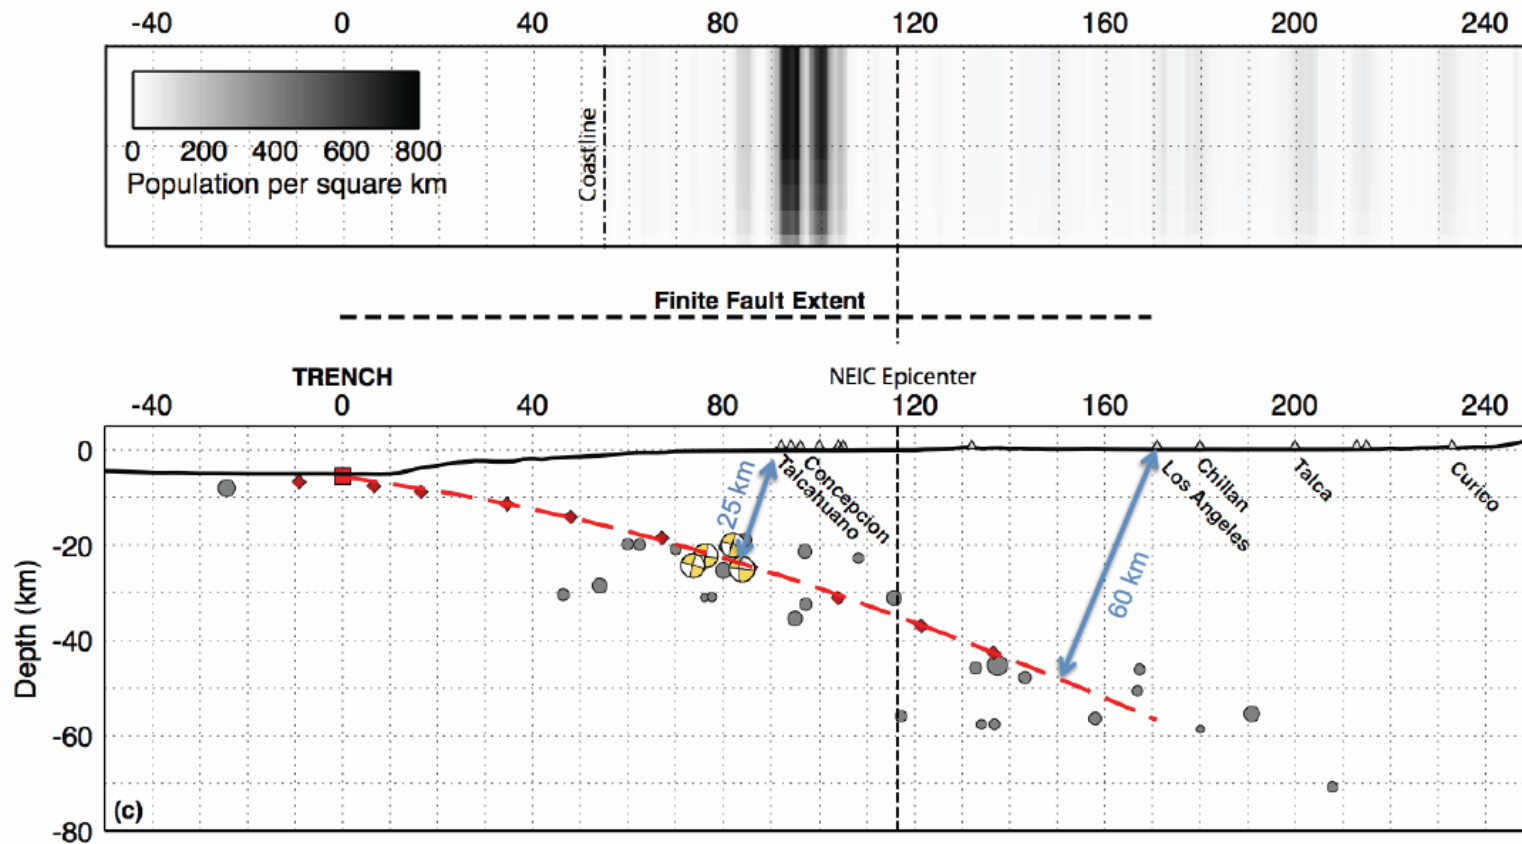 -40 0 40 80 120 160 200 240
Coastline
0 200 400 600 800
Population per square km
Finite Fault Extent
TRENCH
NEIC Epicenter
-40 0 40 80 120 160 200 240
Depth (km)
0
-20
-40
-60
-80
25 km
Talcahuano
Concepcion
60 km
Los Angeles
Chillan
Talca
Curico
(c)